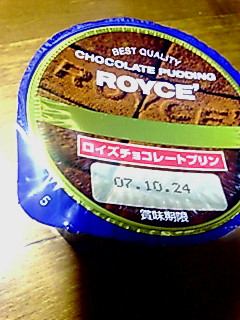 BEST QUALITY
CHOCOLATE PUDDING
ROYCE'
ロイズチョコレートプリン
07.10.24
賞味期限
5